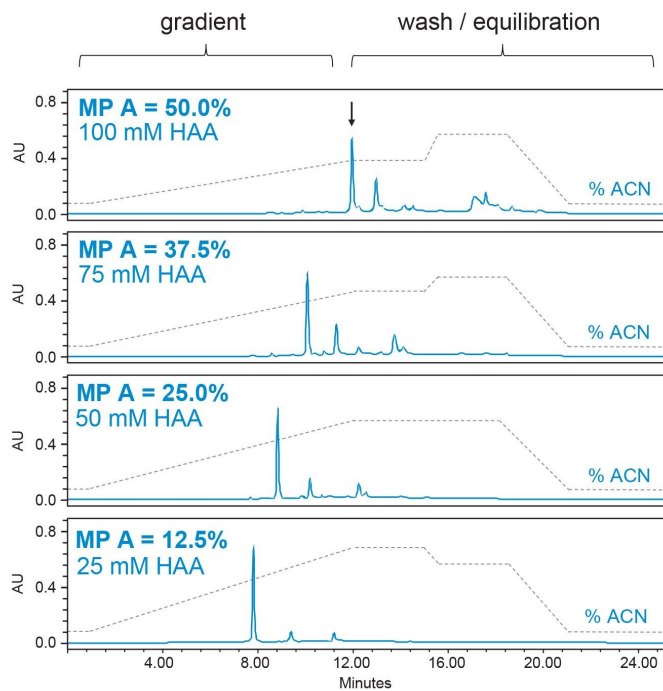 gradient wash / equilibration
MP A = 50.0%
100 mM HAA
0.8
0.4
0.0
AU
% ACN
MP A = 37.5%
75 mM HAA
0.8
0.4
0.0
AU
% ACN
MP A = 25.0%
50 mM HAA
0.8
0.4
0.0
AU
% ACN
MP A = 12.5%
25 mM HAA
0.8
0.4
0.0
AU
% ACN
4.00 8.00 12.00 16.00 20.00 24.00
Minutes